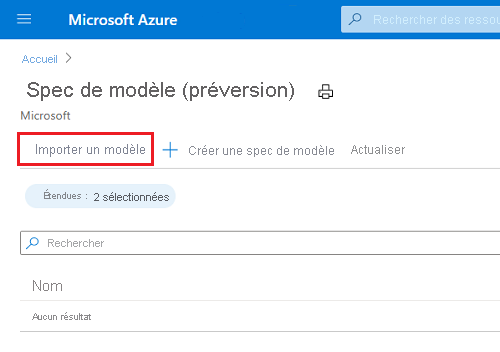 Microsoft Azure
Rechercher des resso
Accueil
Spec de modèle (préversion)
Microsoft
Importer un modèle
Créer une spec de modèle
Actualiser
Étendues : 2 sélectionnées
Rechercher
Nom
Aucun résultat